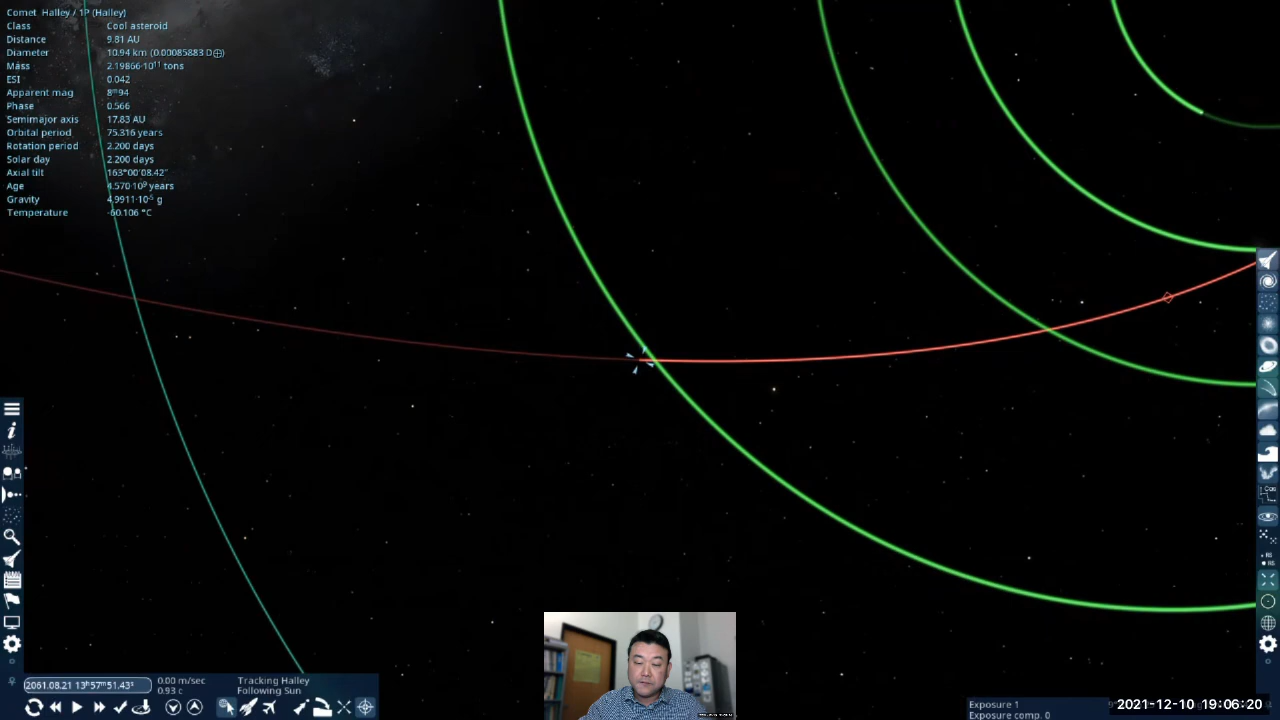 Comet Halley / 1P (Halley)
Class Cool asteroid
Distance 9.81 AU
Diameter 10.94 km (0.00085883 D⊕)
Mass 2.19866·10¹¹ tons
ESI 0.042
Apparent mag 8ᵐ94
Phase 0.566
Semimajor axis 17.83 AU
Orbital period 75.316 years
Rotation period 2.200 days
Solar day 2.200 days
Axial tilt 163°00'08.42"
Age 4.570·10⁹ years
Gravity 4.9911·10⁻⁵ g
Temperature -60.106 °C
2061.08.21 13ʰ57ᵐ51.43ˢ
0.00 m/sec
0.93 c
Tracking Halley
Following Sun
Exposure 1
Exposure comp. 0
2021-12-10 19:06:20